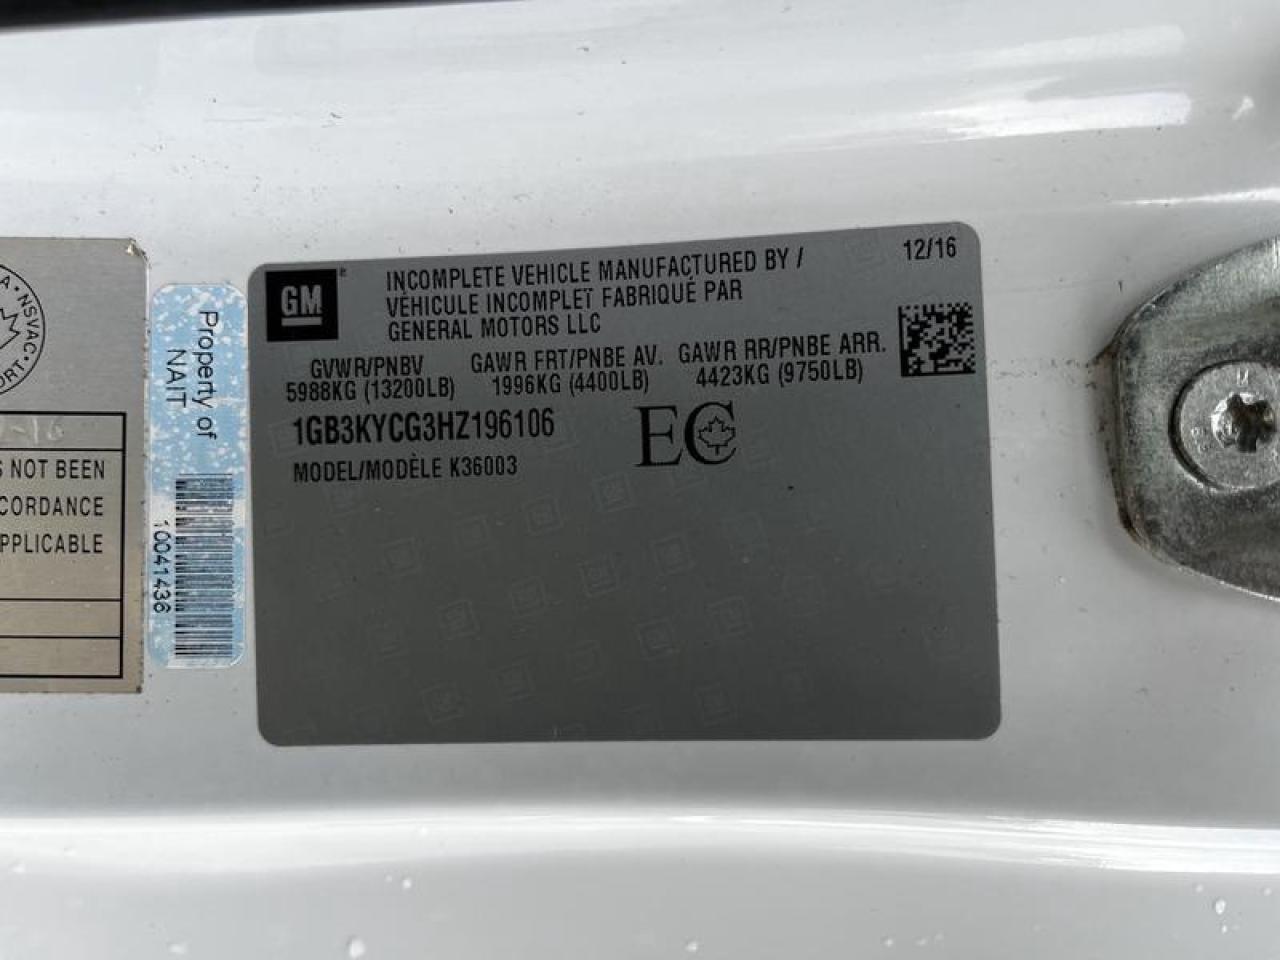 NSVAC
S NOT BEEN
CORDANCE
PPLICABLE
Property of
NAIT
10041436
GM
INCOMPLETE VEHICLE MANUFACTURED BY /
VÉHICULE INCOMPLET FABRIQUÉ PAR
GENERAL MOTORS LLC
12/16
GVWR/PNBV GAWR FRT/PNBE AV. GAWR RR/PNBE ARR.
5988KG (13200LB) 1996KG (4400LB) 4423KG (9750LB)
1GB3KYCG3HZ196106
EC
MODEL/MODÈLE K36003